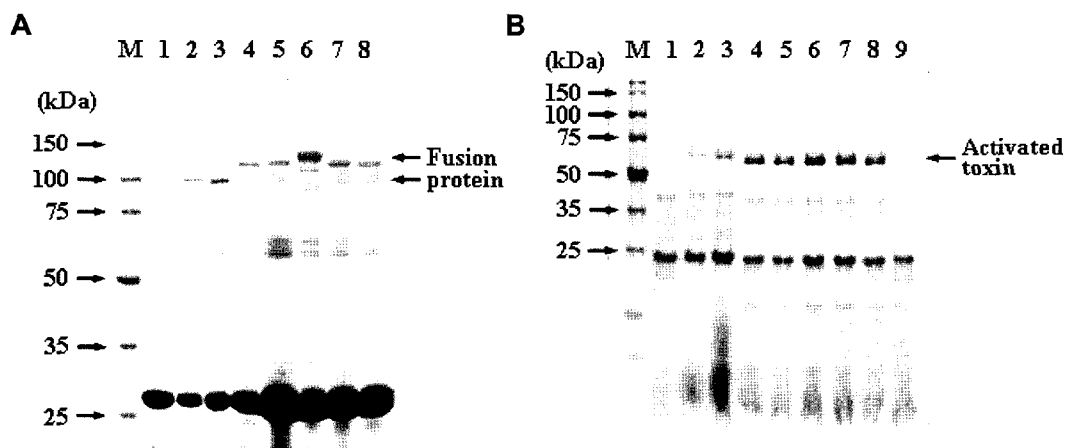 A
M 1 2 3 4 5 6 7 8
(kDa)
150
100
75
50
35
25
Fusion
protein
B
M 1 2 3 4 5 6 7 8 9
(kDa)
150
100
75
50
35
25
Activated
toxin